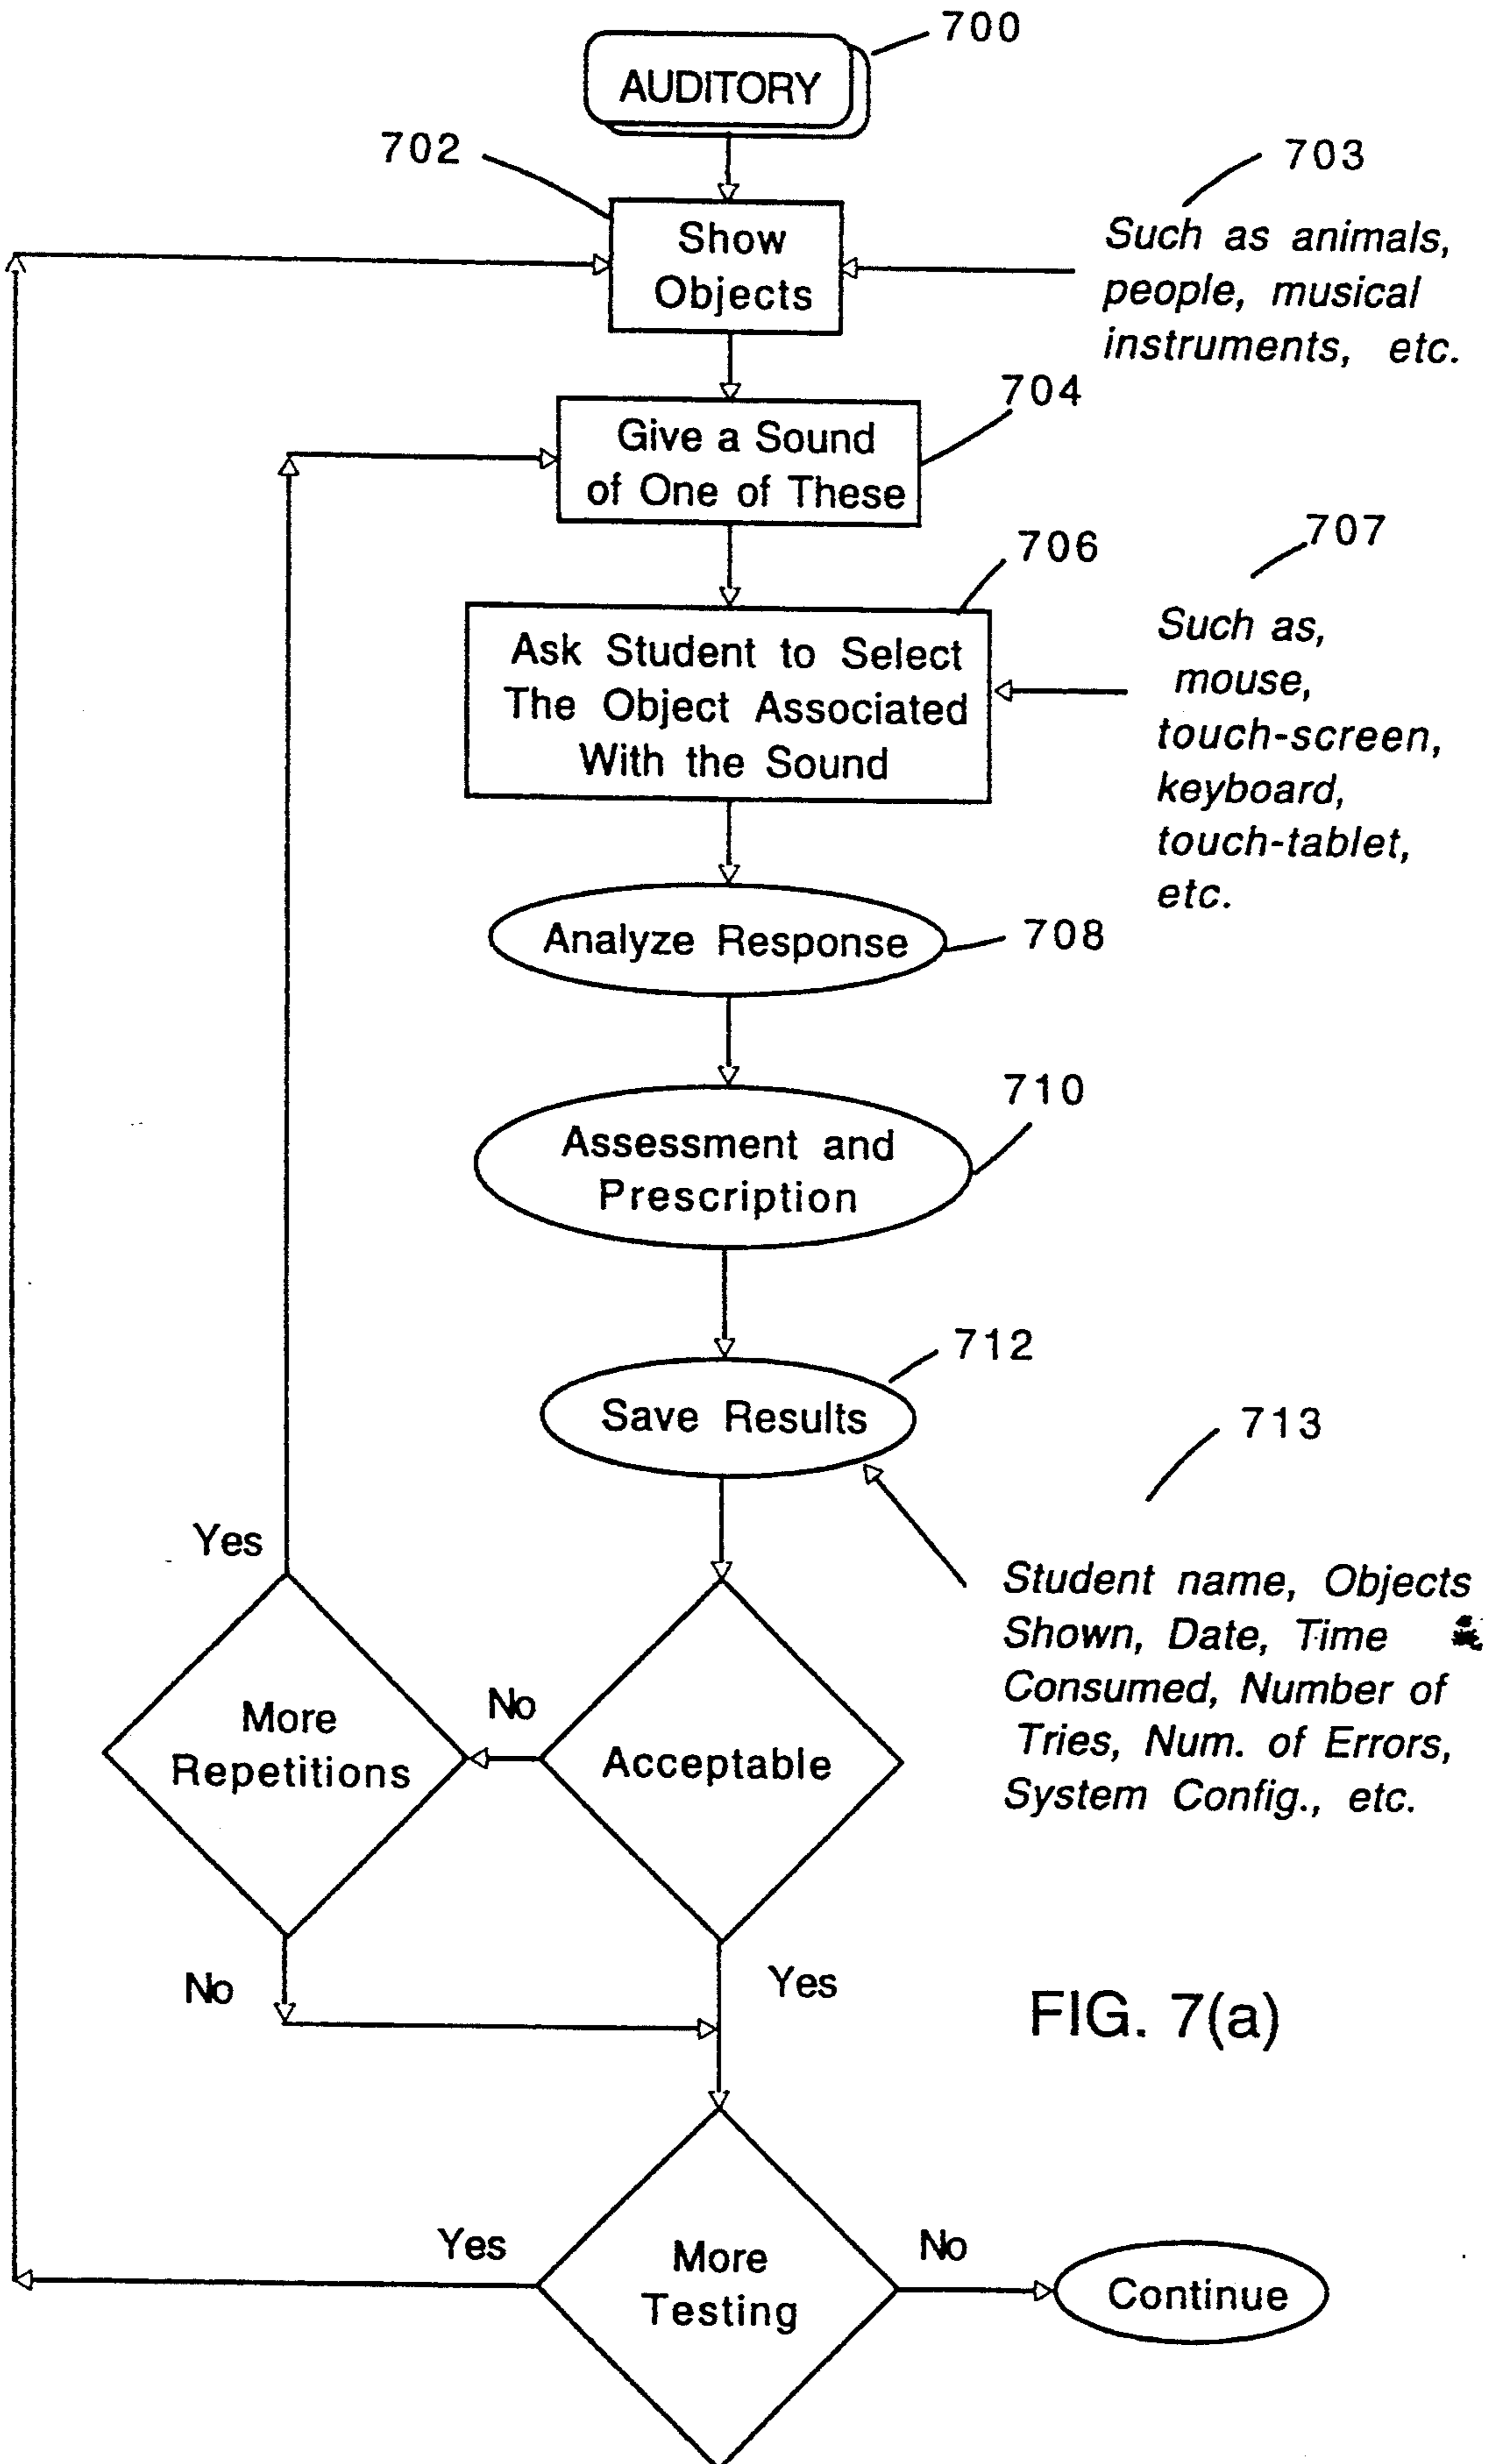 700
AUDITORY
702
703
Show
Objects
Such as animals,
people, musical
instruments, etc.
704
Give a Sound
of One of These
706
707
Ask Student to Select
The Object Associated
With the Sound
Such as,
mouse,
touch-screen,
keyboard,
touch-tablet,
etc.
Analyze Response
708
710
Assessment and
Prescription
712
Save Results
713
Student name, Objects
Shown, Date, Time
Consumed, Number of
Tries, Num. of Errors,
System Config., etc.
Yes
More
Repetitions
No
Acceptable
No
Yes
FIG. 7(a)
Yes
More
Testing
No
Continue